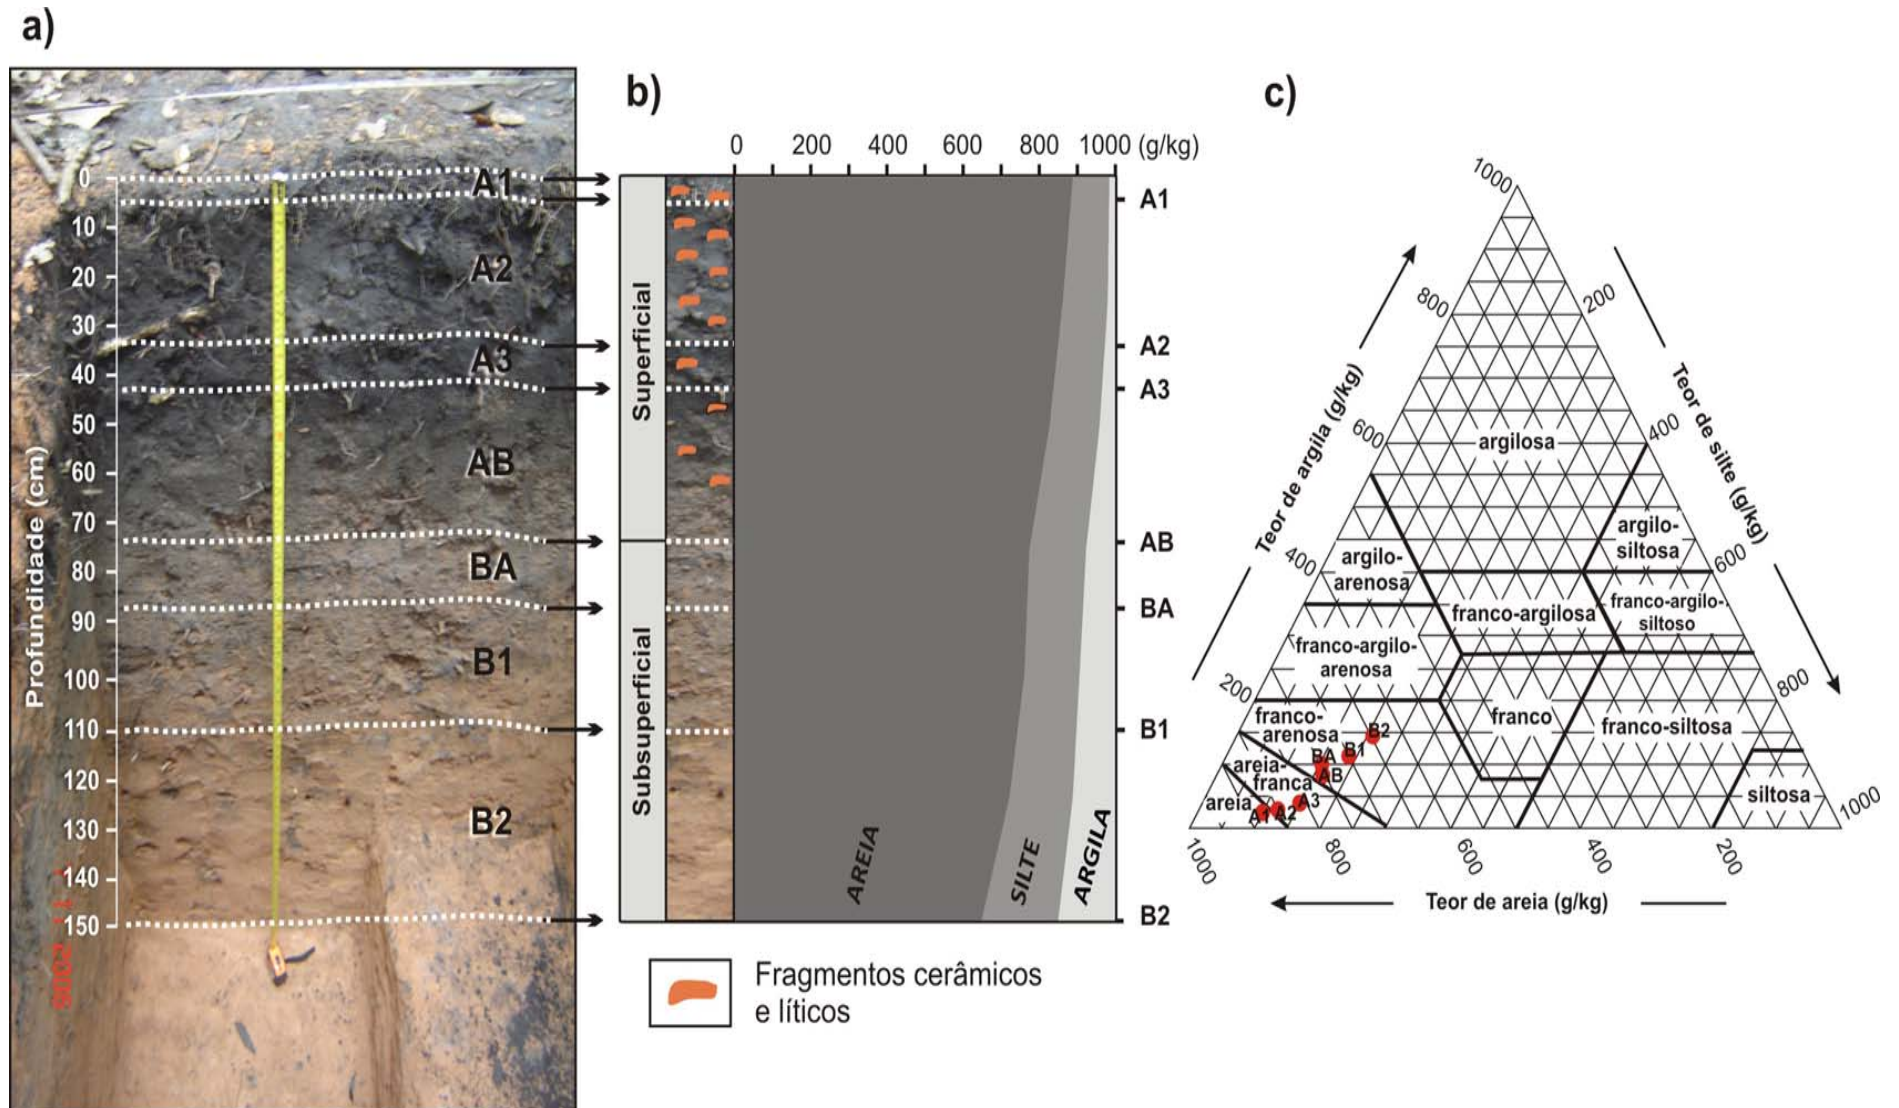 a)
Profundidade (cm)
0
10
20
30
40
50
60
70
80
90
100
110
120
130
140
150
A1
A2
A3
AB
BA
B1
B2
b)
0 200 400 600 800 1000 (g/kg)
Superficial
Subsuperficial
AREIA
SILTE
ARGILA
A1
A2
A3
AB
BA
B1
B2
Fragmentos cerâmicos
e líticos
c)
1000
800
600
400
200
Teor de argila (g/kg)
200
400
600
800
1000
Teor de silte (g/kg)
argilosa
argilo-
siltosa
argilo-
arenosa
franco-argilosa
franco-argilo-
siltoso
franco-argilo-
arenosa
franco-
arenosa
franco
franco-siltosa
areia-
franca
areia
siltosa
B2
B1
BA
AB
A3
A2
A1
1000 800 600 400 200
Teor de areia (g/kg)